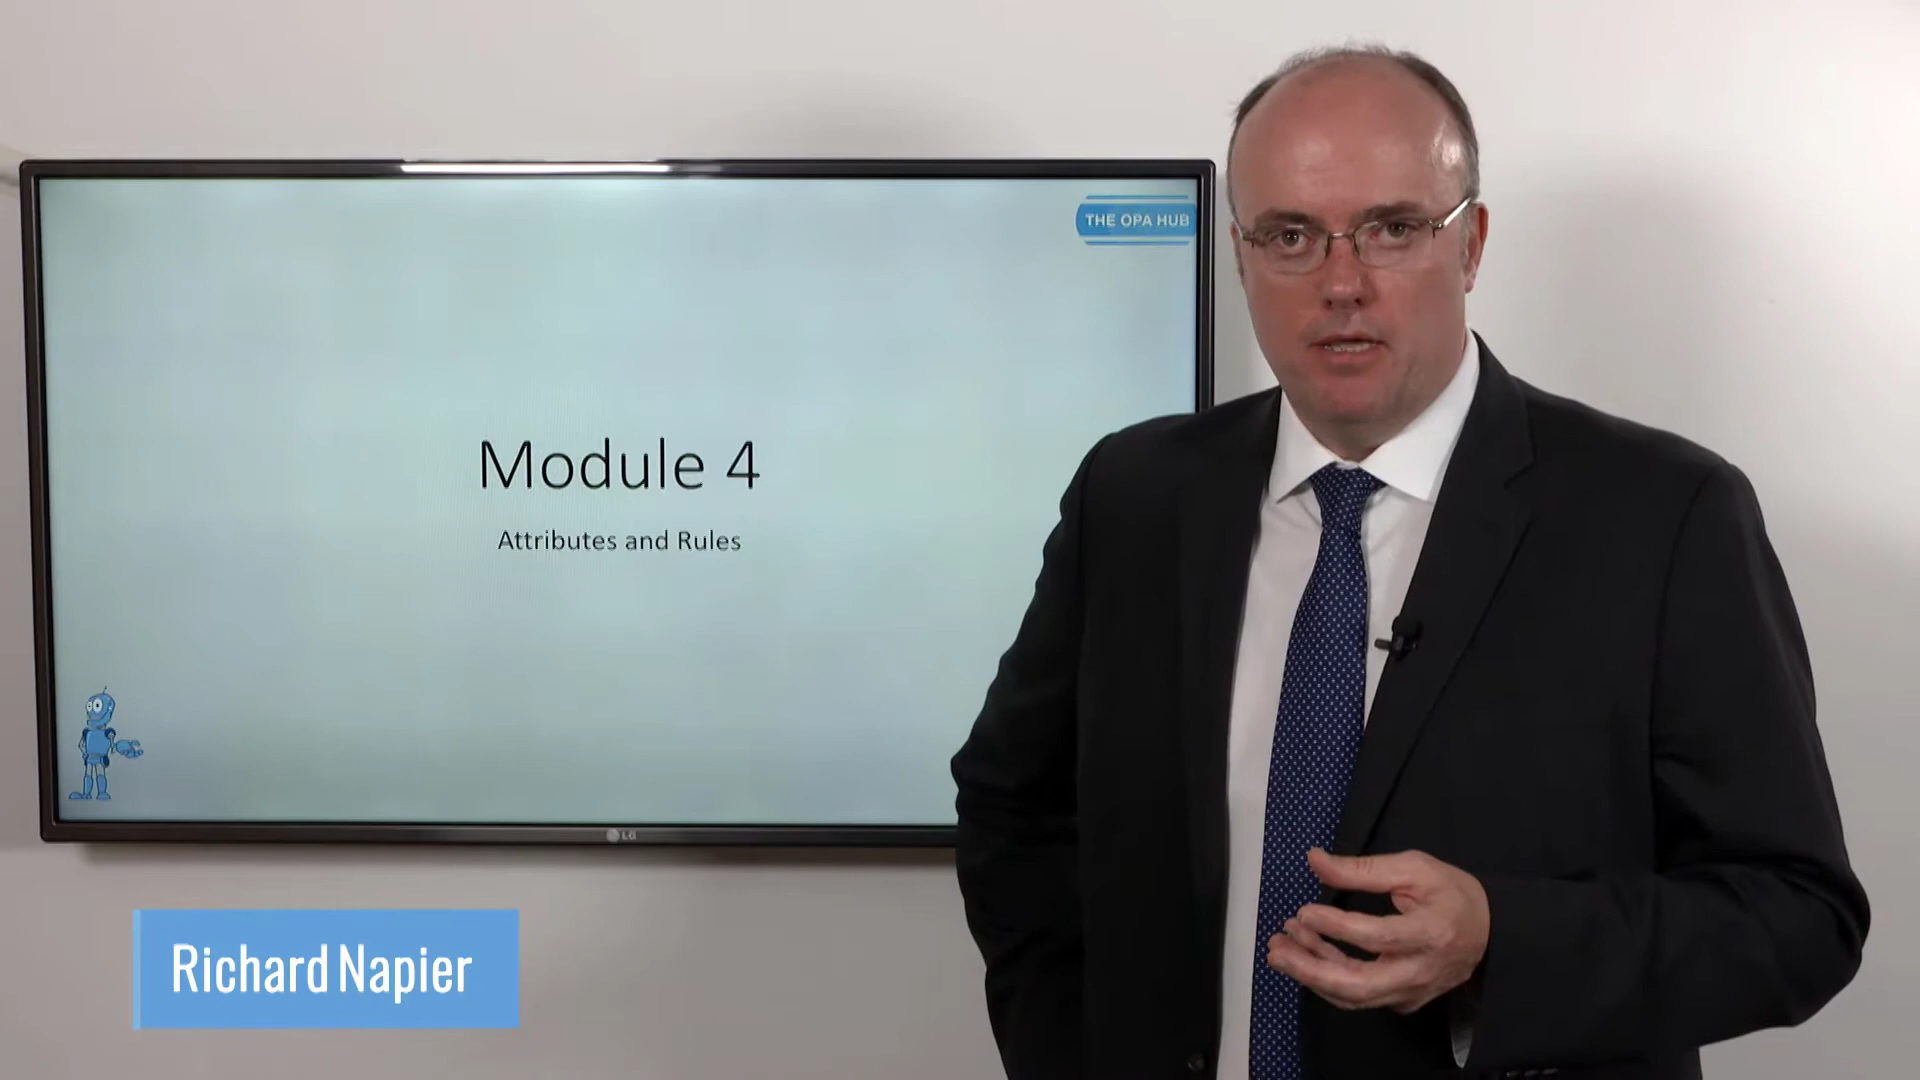 THE OPA HUB
Module 4
Attributes and Rules
LG
Richard Napier